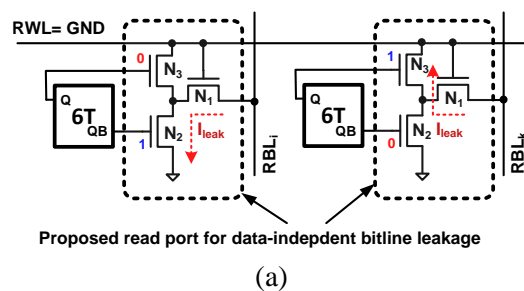 RWL= GND
0
N3
N1
Q
6T
QB
N2
1
Ileak
RBLi
1
N3
N1
Q
6T
QB
N2
0
Ileak
RBLk
Proposed read port for data-indepdent bitline leakage
(a)